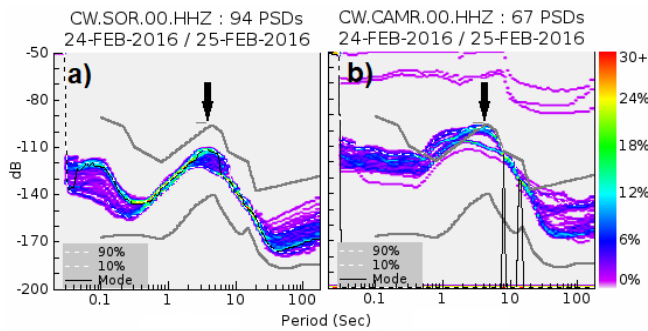 CW.SOR.00.HHZ : 94 PSDs
24-FEB-2016 / 25-FEB-2016
CW.CAMR.00.HHZ : 67 PSDs
24-FEB-2016 / 25-FEB-2016
a)
b)
dB
-50
-80
-110
-140
-170
-200
90%
10%
Mode
90%
10%
Mode
0.1 1 10 100
0.1 1 10 100
Period (Sec)
30+
24%
18%
12%
6%
0%